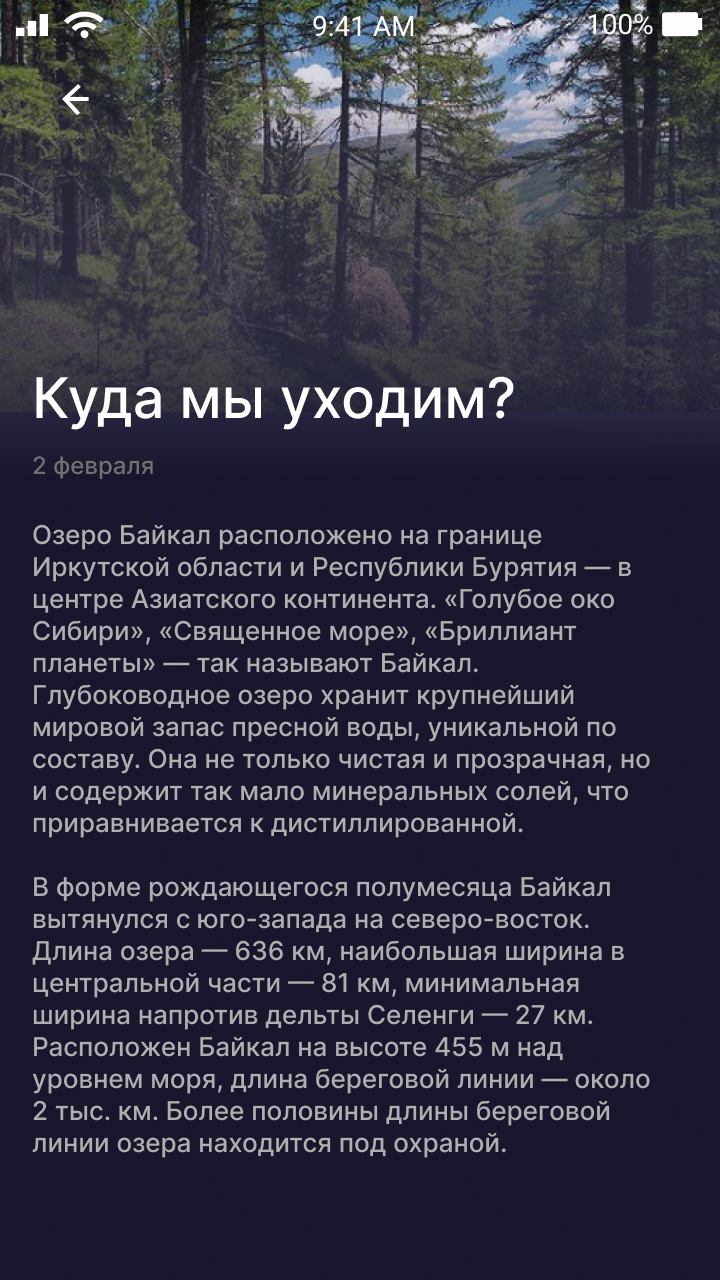 9:41 AM
100%
Куда мы уходим?
2 февраля
Озеро Байкал расположено на границе
Иркутской области и Республики Бурятия — в
центре Азиатского континента. «Голубое око
Сибири», «Священное море», «Бриллиант
планеты» — так называют Байкал.
Глубоководное озеро хранит крупнейший
мировой запас пресной воды, уникальной по
составу. Она не только чистая и прозрачная, но
и содержит так мало минеральных солей, что
приравнивается к дистиллированной.
В форме рождающегося полумесяца Байкал
вытянулся с юго-запада на северо-восток.
Длина озера — 636 км, наибольшая ширина в
центральной части — 81 км, минимальная
ширина напротив дельты Селенги — 27 км.
Расположен Байкал на высоте 455 м над
уровнем моря, длина береговой линии — около
2 тыс. км. Более половины длины береговой
линии озера находится под охраной.